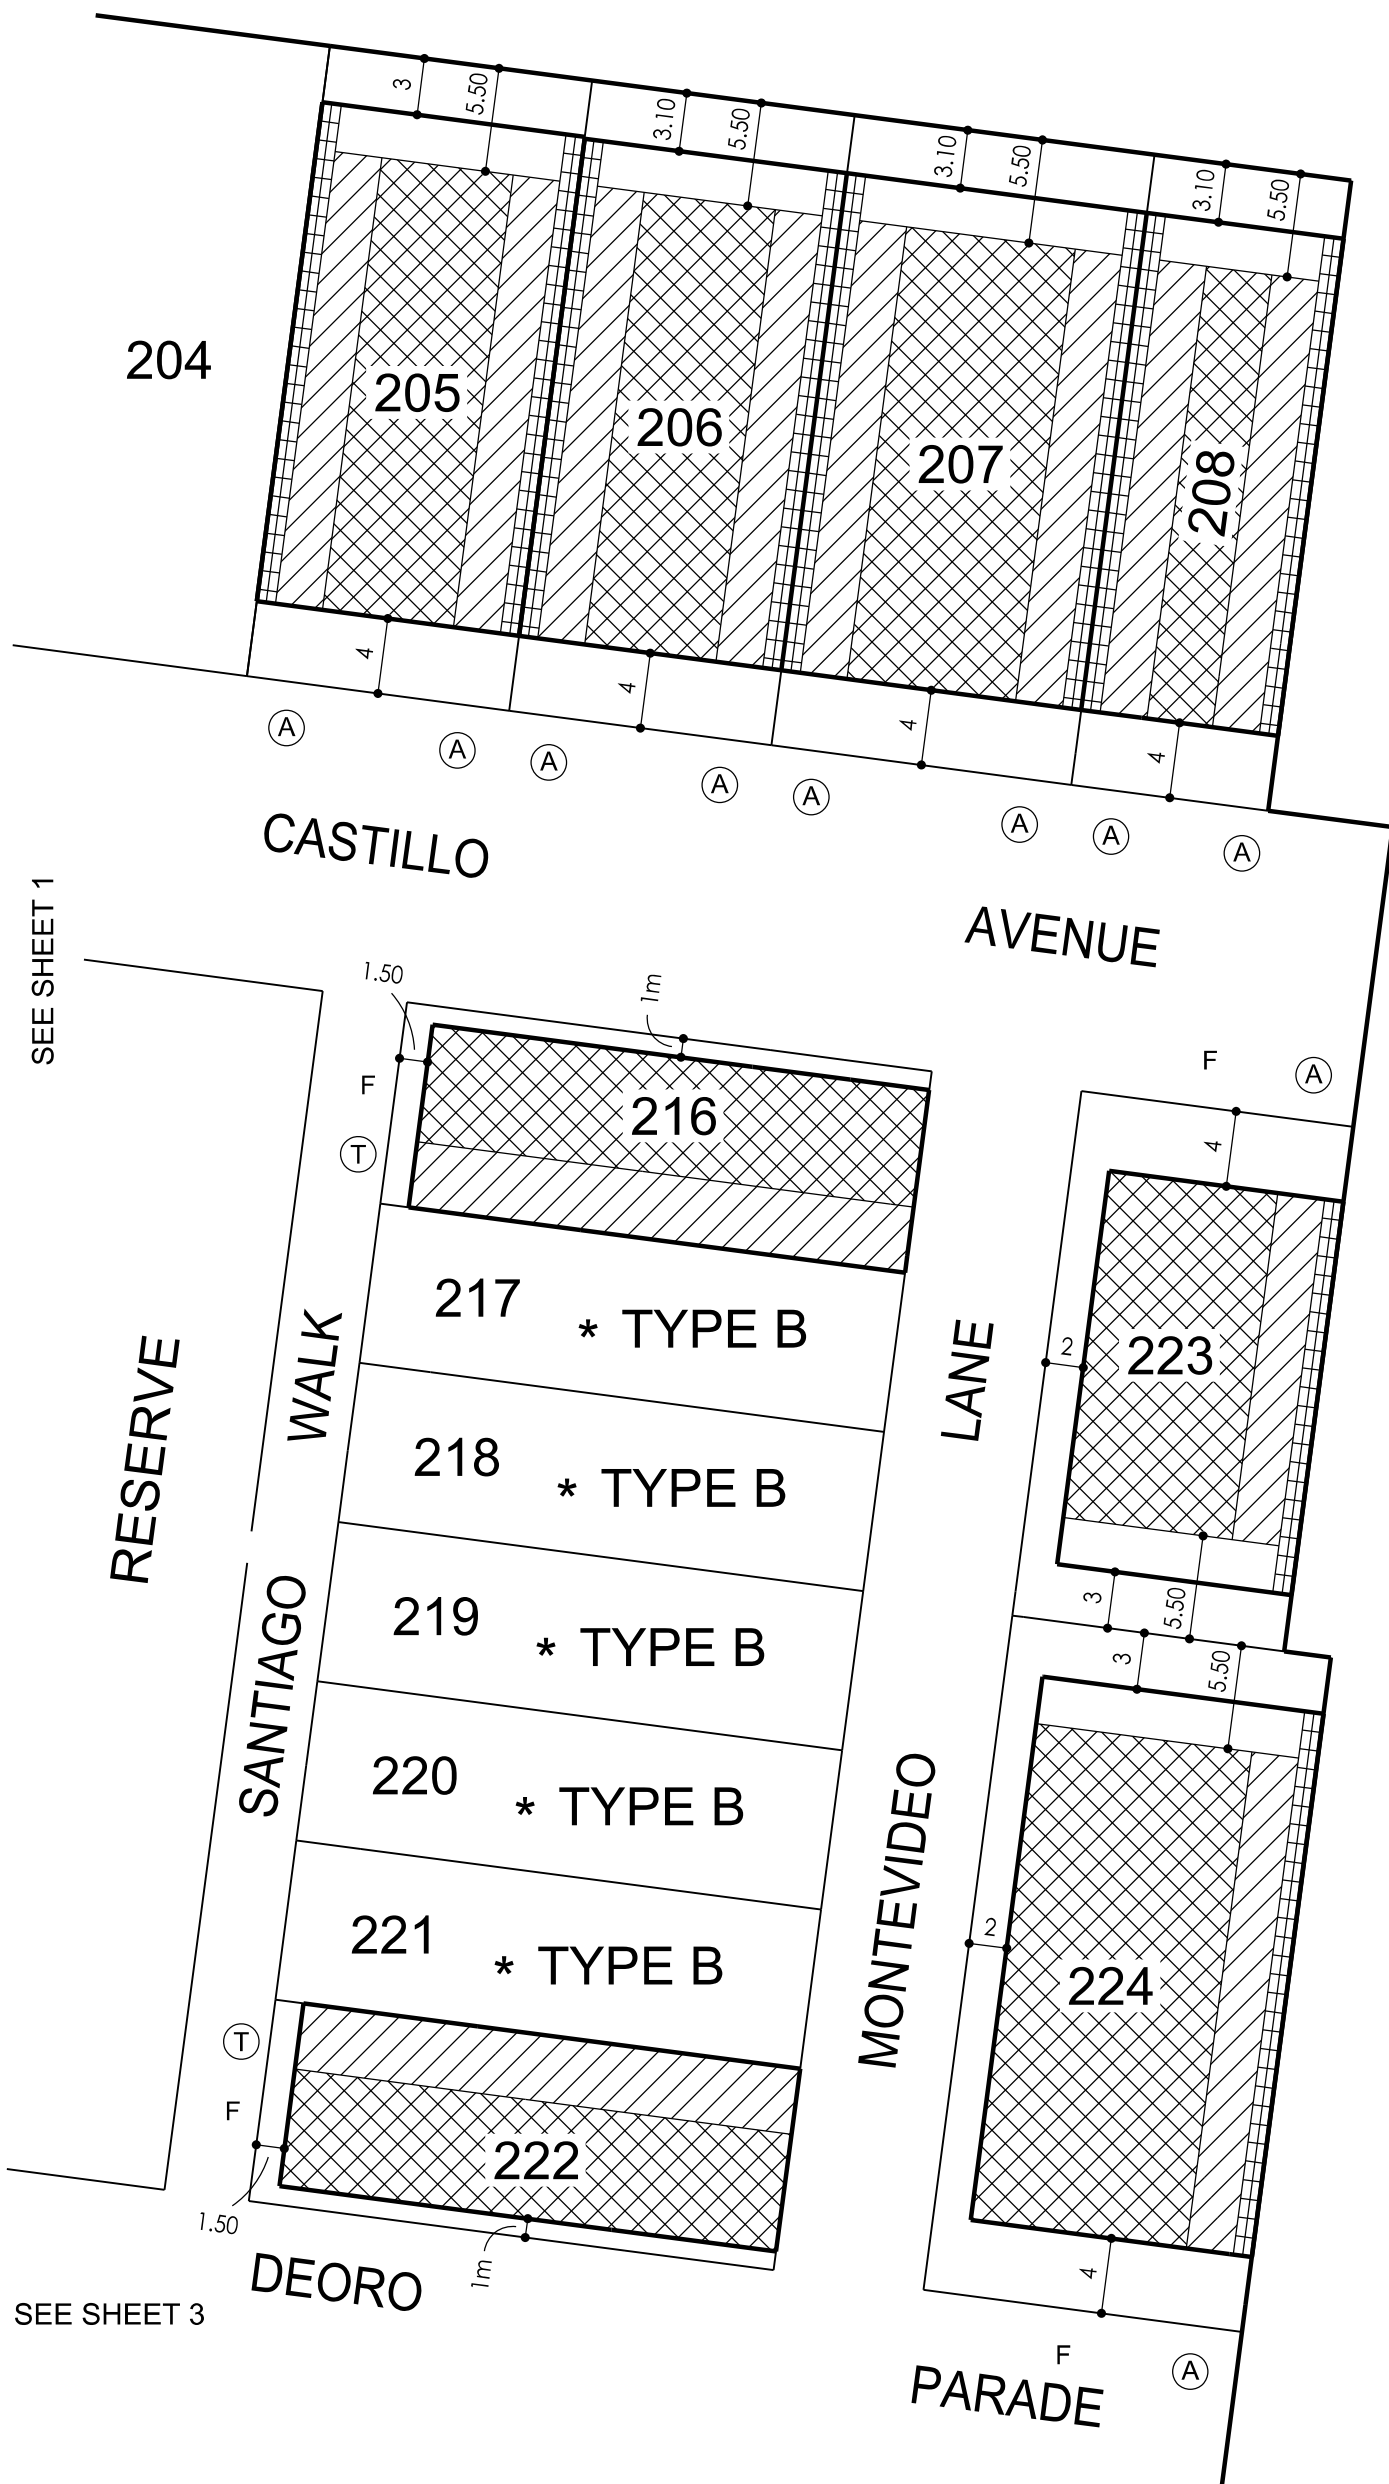 3
5.50
3.10
5.50
3.10
5.50
3.10
5.50
204
205
206
207
208
4
4
4
4
A
A
A
A
A
A
A
A
CASTILLO
AVENUE
SEE SHEET 1
1.50
1m
F
T
216
F
A
4
217
* TYPE B
218
* TYPE B
219
* TYPE B
220
* TYPE B
221
* TYPE B
RESERVE
SANTIAGO WALK
MONTEVIDEO LANE
2
223
3
5.50
3
5.50
2
224
T
F
222
1.50
1m
4
F
A
DEORO
PARADE
SEE SHEET 3